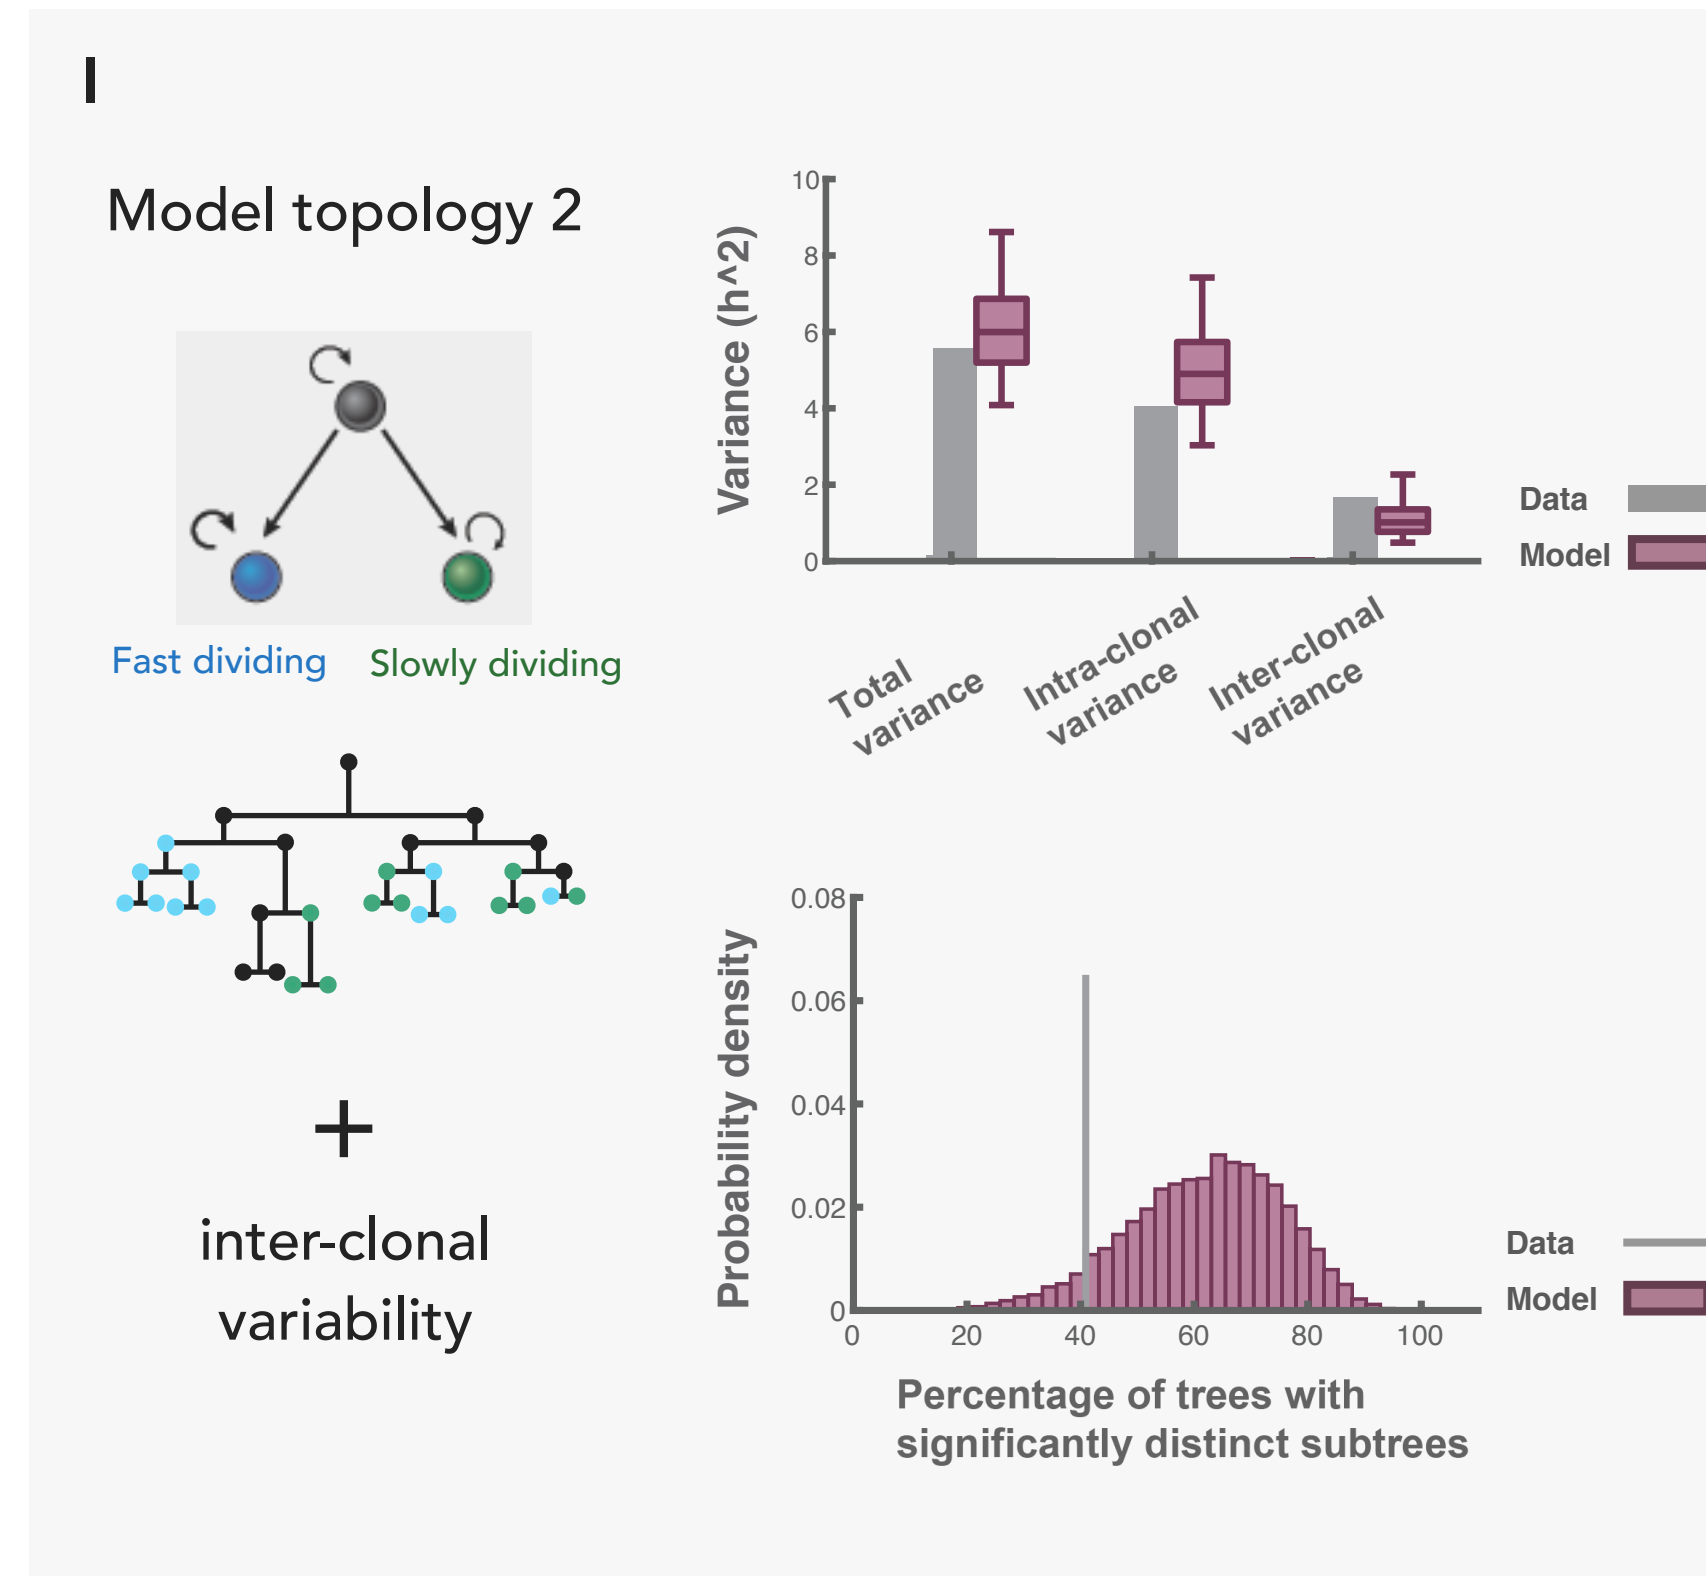 I
Model topology 2
Fast dividing
Slowly dividing
+
inter-clonal
variability
Variance (h^2)
10
8
6
4
2
0
Total
variance
Intra-clonal
variance
Inter-clonal
variance
Data
Model
Probability density
0.08
0.06
0.04
0.02
0
0 20 40 60 80 100
Percentage of trees with
significantly distinct subtrees
Data
Model